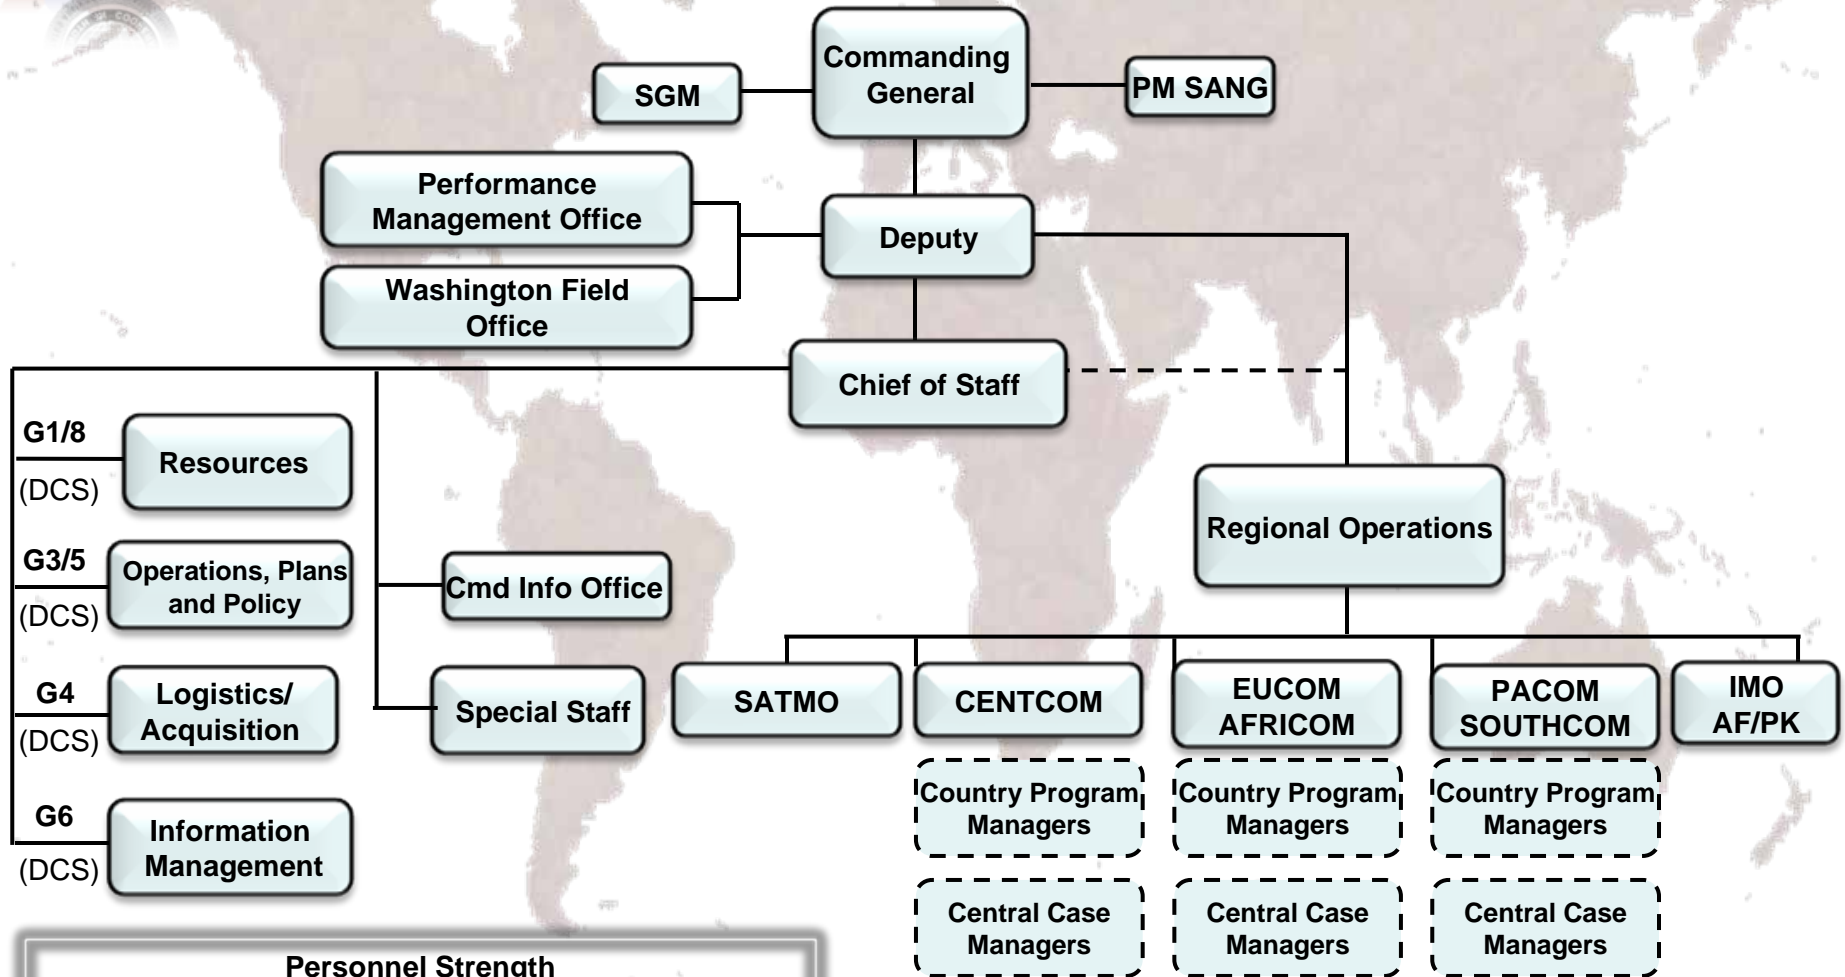 Commanding
General
SGM
PM SANG
Performance
Management Office
Deputy
Washington Field
Office
Chief of Staff
G1/8
(DCS)
Resources
G3/5
(DCS)
Operations, Plans
and Policy
G4
(DCS)
Logistics/
Acquisition
G6
(DCS)
Information
Management
Cmd Info Office
Special Staff
Regional Operations
SATMO
CENTCOM
EUCOM
AFRICOM
PACOM
SOUTHCOM
IMO
AF/PK
Country Program
Managers
Country Program
Managers
Country Program
Managers
Central Case
Managers
Central Case
Managers
Central Case
Managers
Personnel Strength